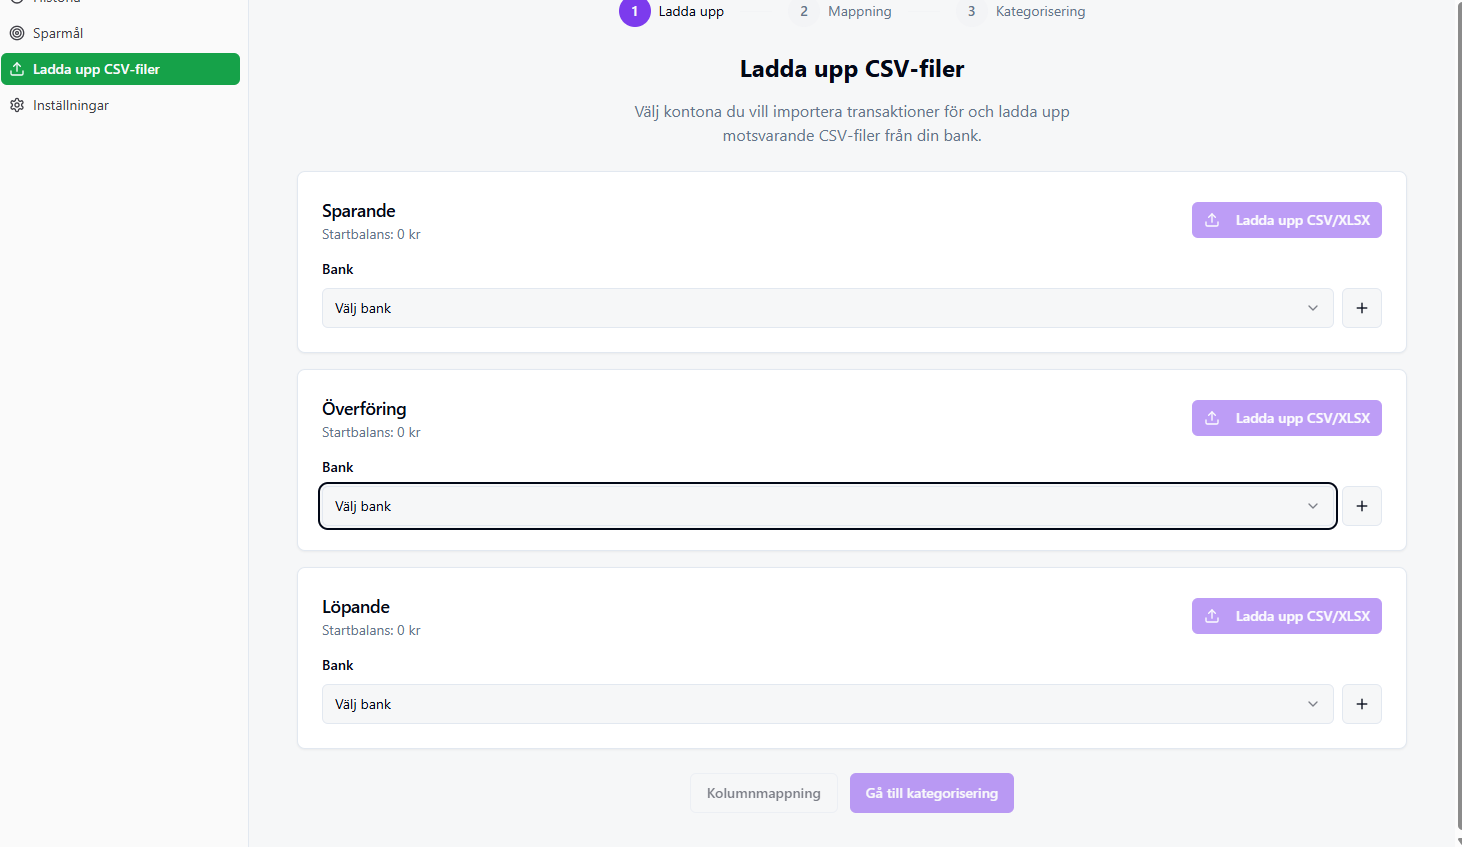 Historia
Sparmål
Ladda upp CSV-filer
Inställningar
1 Ladda upp 2 Mappning 3 Kategorisering
Ladda upp CSV-filer
Välj kontona du vill importera transaktioner för och ladda upp
motsvarande CSV-filer från din bank.
Sparande
Startbalans: 0 kr
Ladda upp CSV/XLSX
Bank
Välj bank
Överföring
Startbalans: 0 kr
Ladda upp CSV/XLSX
Bank
Välj bank
Löpande
Startbalans: 0 kr
Ladda upp CSV/XLSX
Bank
Välj bank
Kolumnmappning
Gå till kategorisering